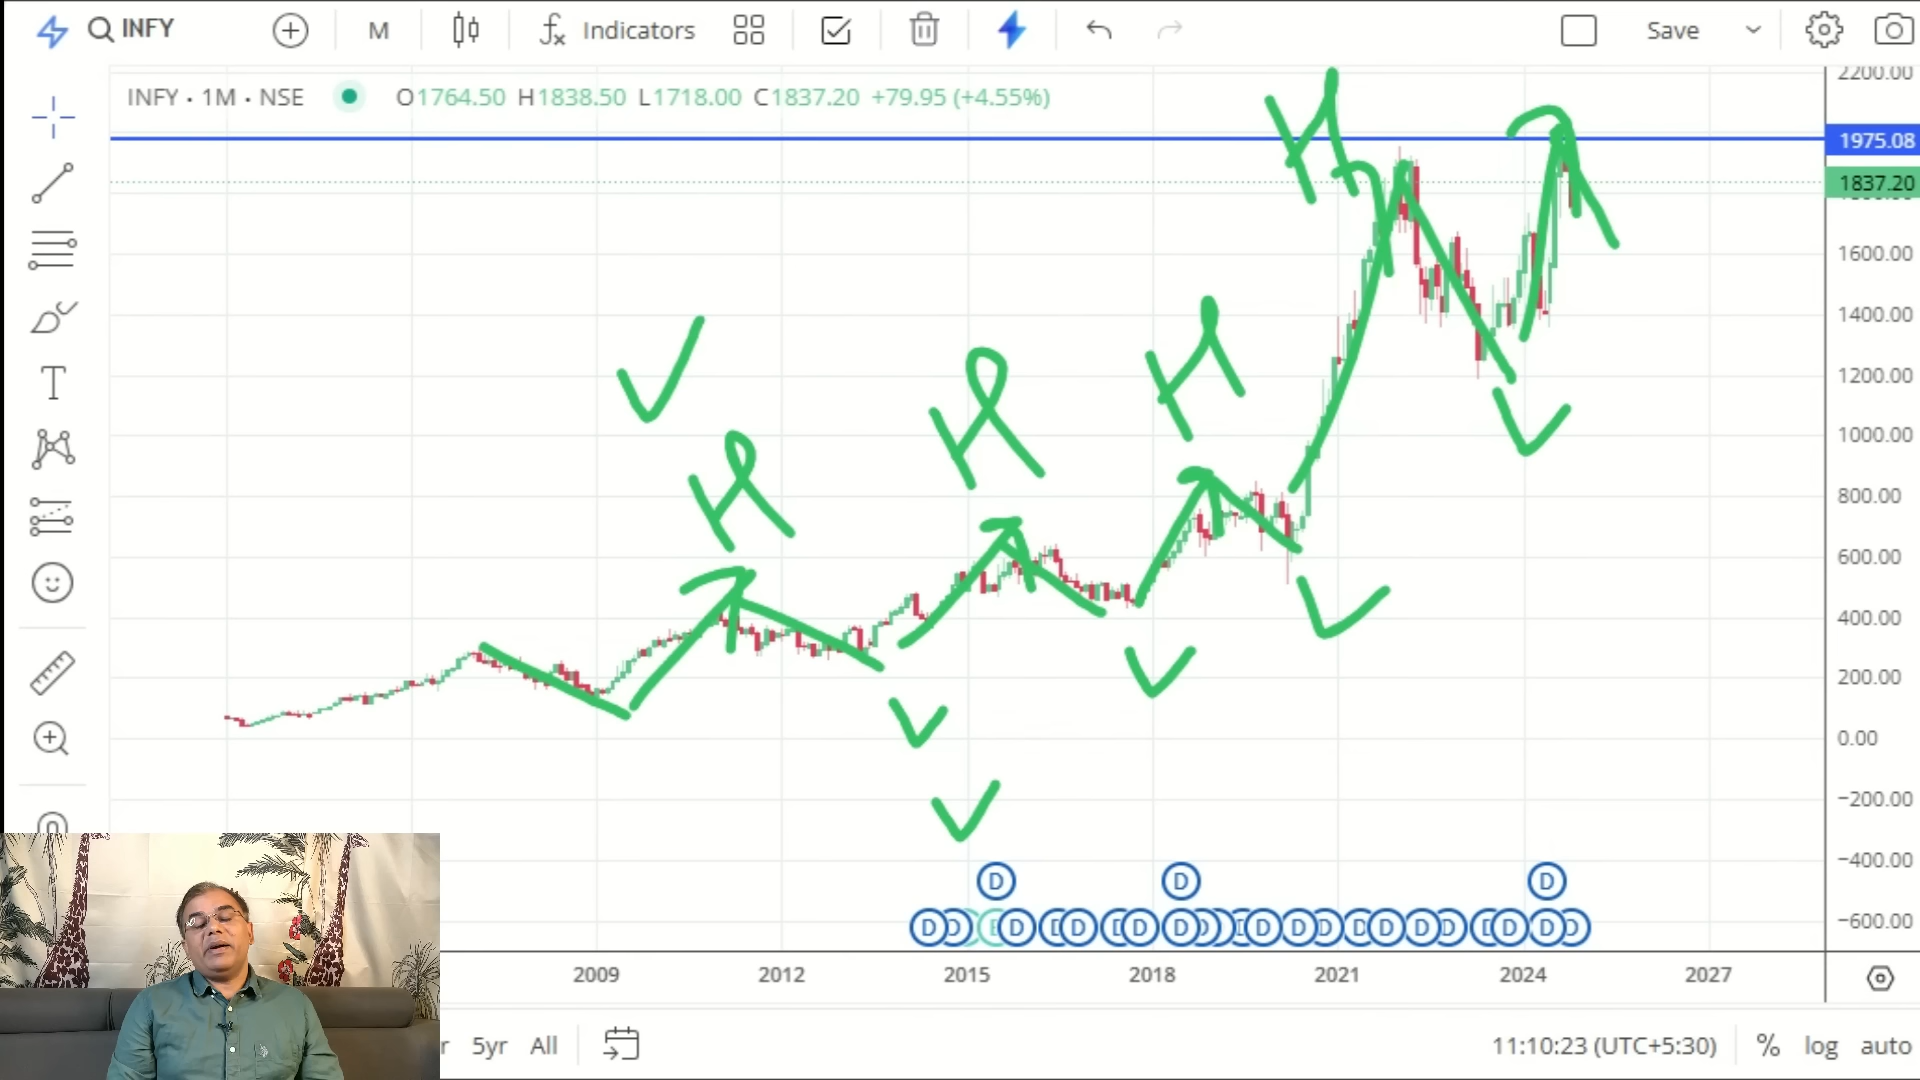 INFY
M
Indicators
Save
INFY · 1M · NSE O1764.50 H1838.50 L1718.00 C1837.20 +79.95 (+4.55%)
2200.00
1975.08
1837.20
1600.00
1400.00
1200.00
1000.00
800.00
600.00
400.00
200.00
0.00
−200.00
−400.00
−600.00
H
H
H
H
D D D
D D D D D D D D D D D D D D D D D D
2009 2012 2015 2018 2021 2024 2027
5yr All 11:10:23 (UTC+5:30) % log auto